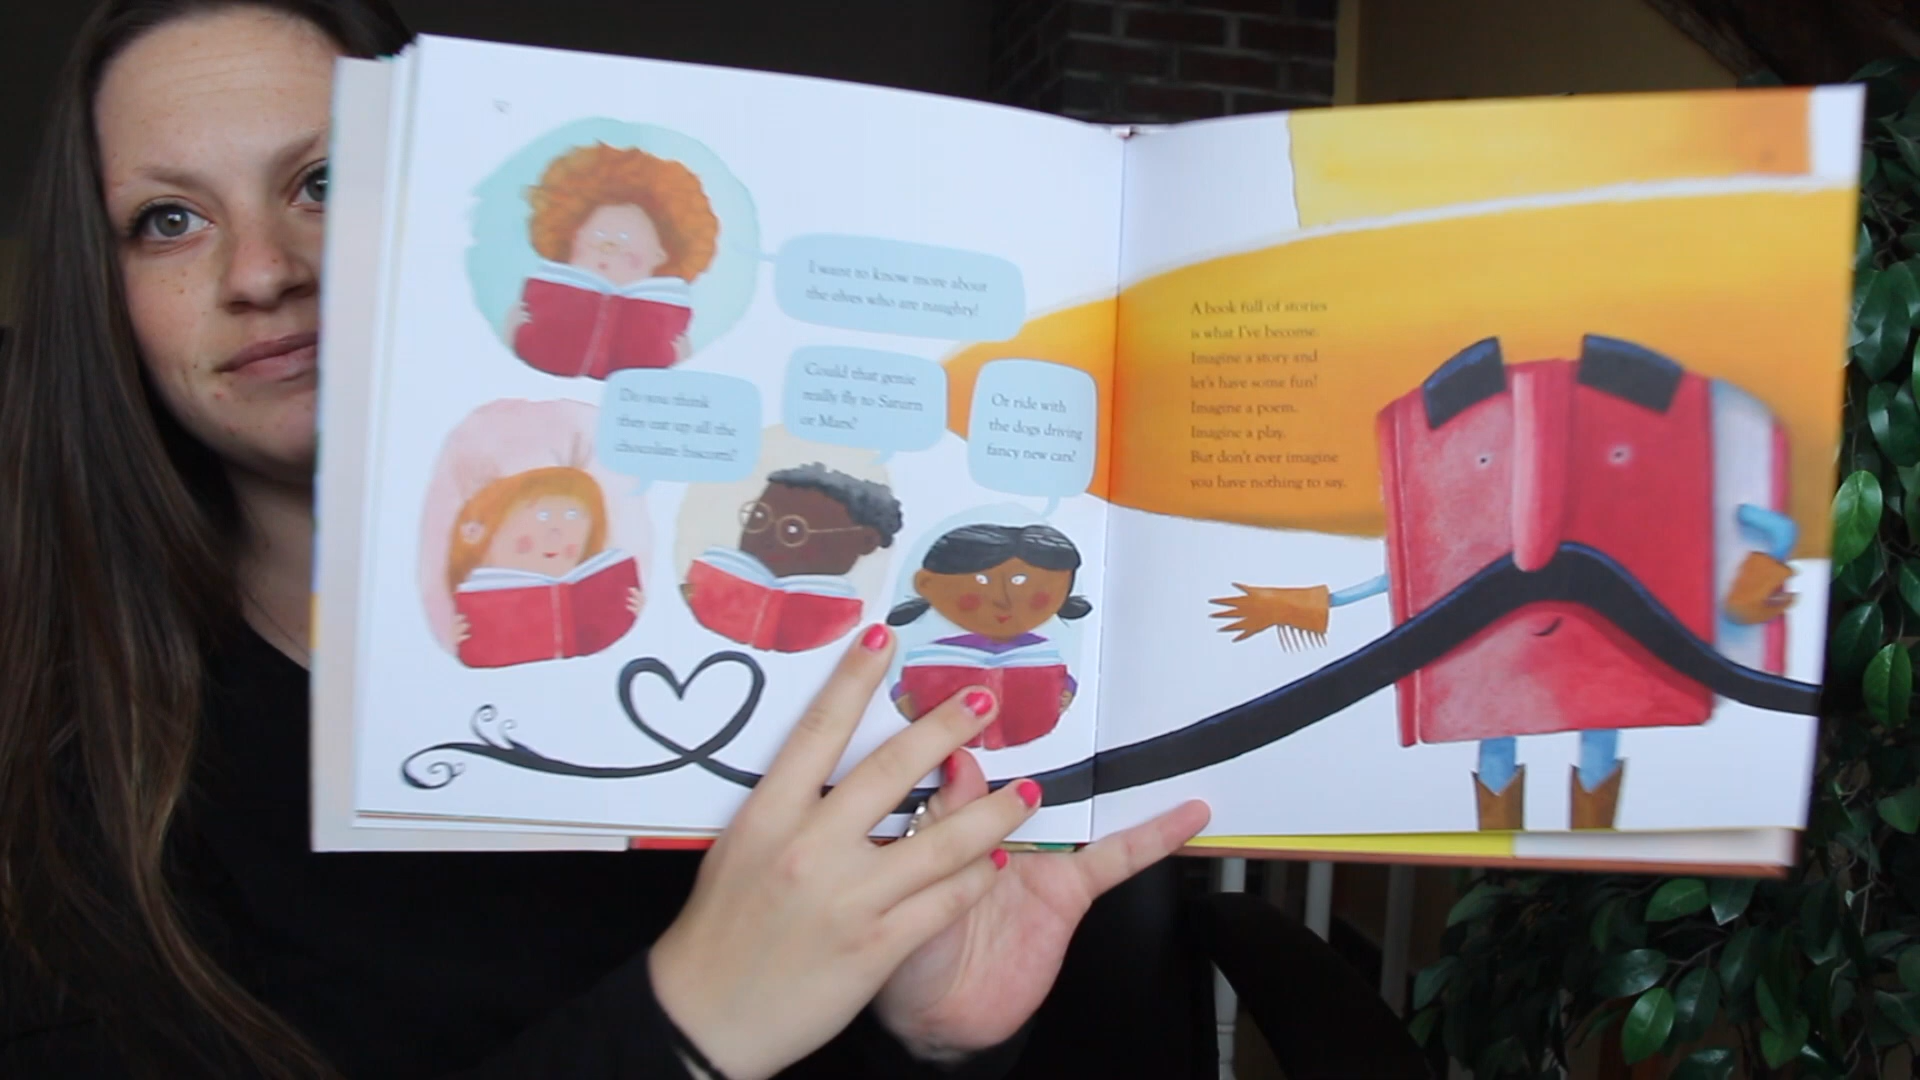 I want to know more about
the elves who are naughty!
Do you think
they eat up all the
chocolate biscotti?
Could that genie
really fly to Saturn
or Mars?
Or ride with
the dogs driving
fancy new cars?
A book full of stories
is what I've become.
Imagine a story and
let's have some fun!
Imagine a poem.
Imagine a play.
But don't ever imagine
you have nothing to say.